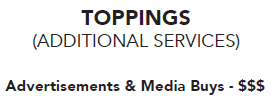 TOPPINGS
(ADDITIONAL SERVICES)
Advertisements & Media Buys - $$$